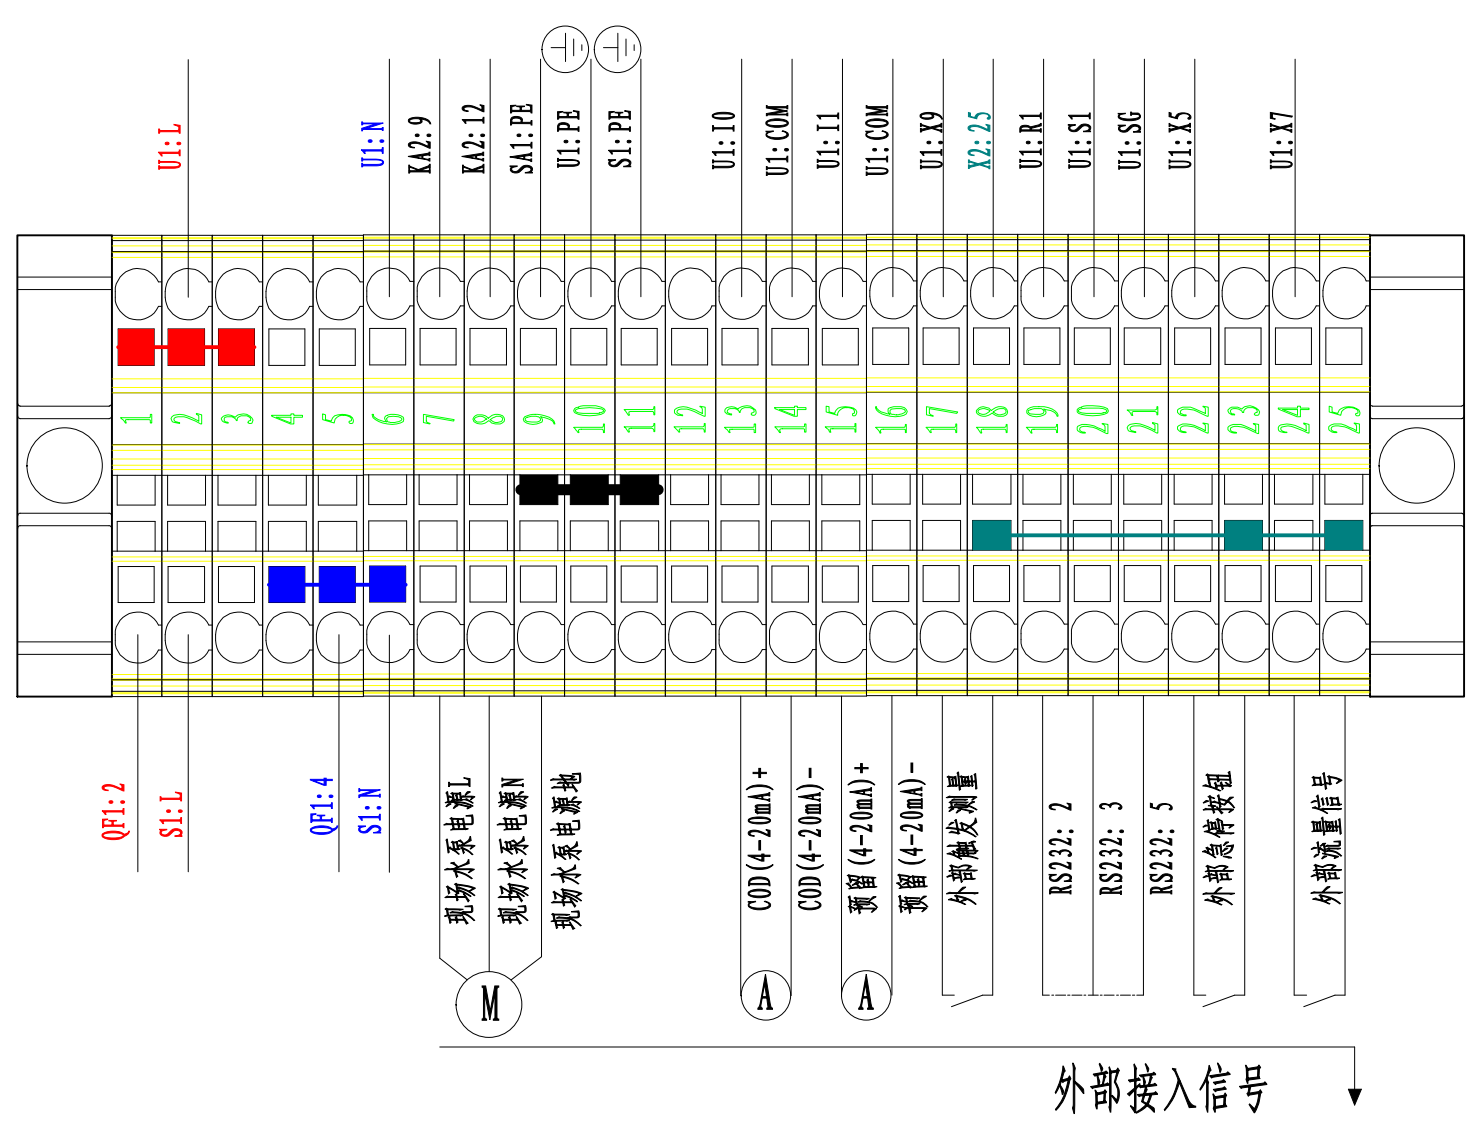 U1:L
U1:N
KA2:9
KA2:12
SA1:PE
U1:PE
S1:PE
U1:I0
U1:COM
U1:I1
U1:COM
U1:X9
X2:25
U1:R1
U1:S1
U1:SG
U1:X5
U1:X7
1
2
3
4
5
6
7
8
9
10
11
12
13
14
15
16
17
18
19
20
21
22
23
24
25
QF1:2
S1:L
QF1:4
S1:N
现场水泵电源L
现场水泵电源N
现场水泵电源地
COD(4-20mA)+
COD(4-20mA)-
预留(4-20mA)+
预留(4-20mA)-
外部触发测量
RS232: 2
RS232: 3
RS232: 5
外部急停按钮
外部流量信号
M
A
A
外部接入信号